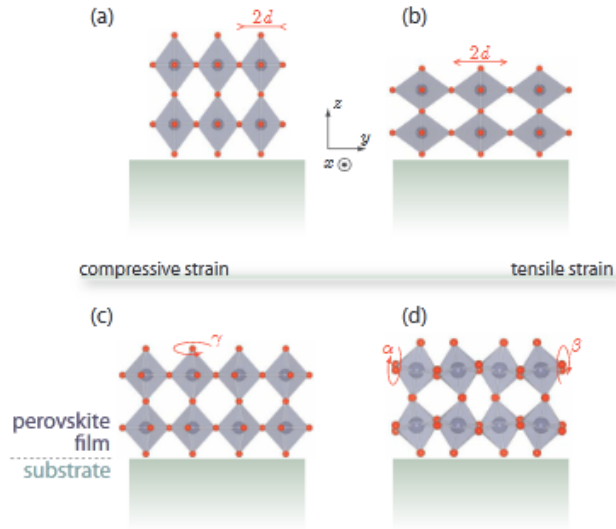 (a)
2d
(b)
2d
z
y
x
compressive strain
tensile strain
(c)
γ
(d)
α
β
perovskite
film
substrate